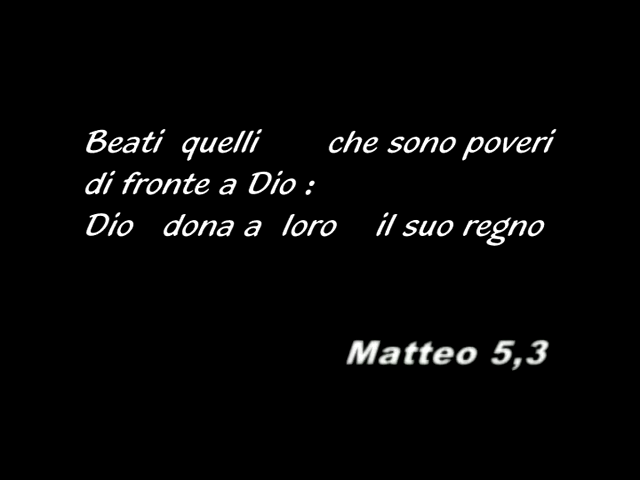 Beati quelli che sono poveri
di fronte a Dio :
Dio dona a loro il suo regno
Matteo 5,3